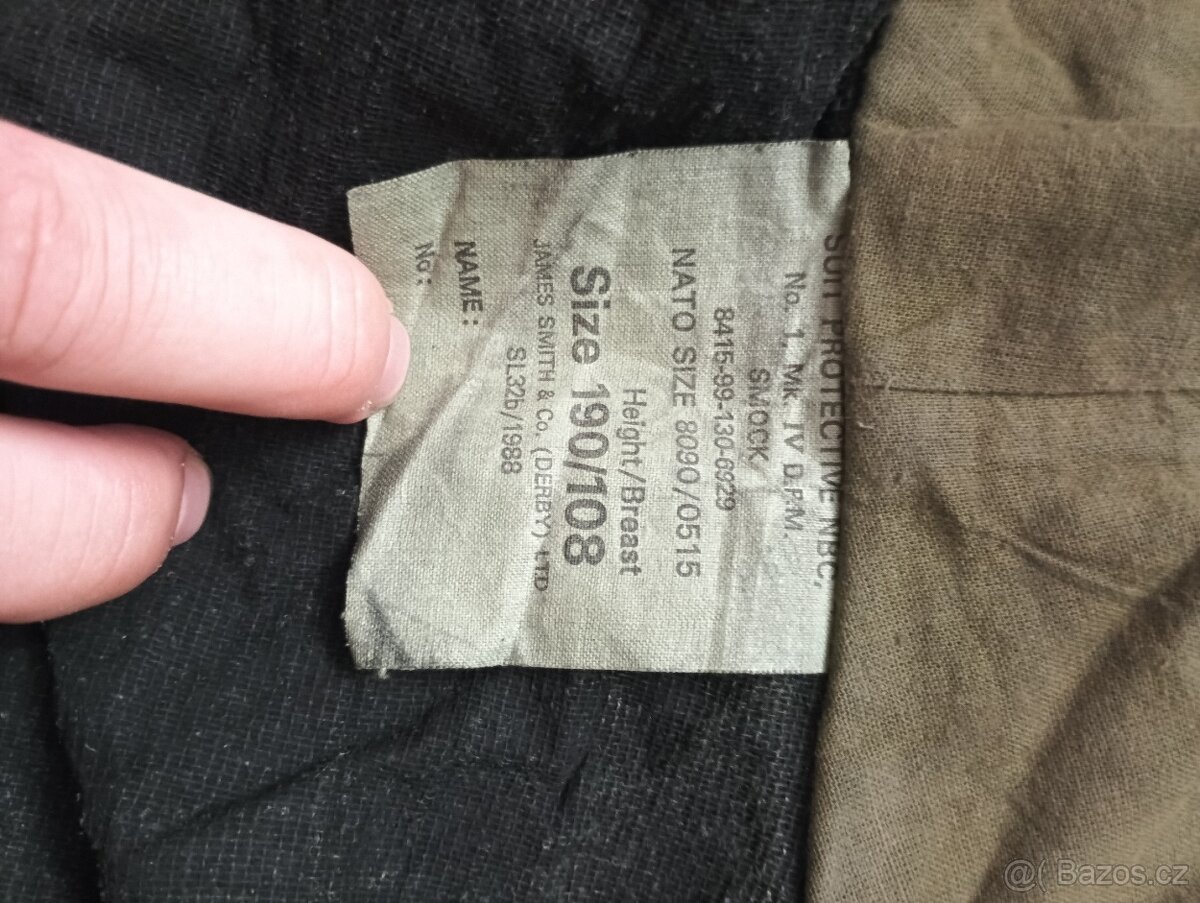 SUIT PROTECTIVE NBC,
No. 1, Mk. IV D.P.M.
SMOCK
8415-99-130-6929
NATO SIZE 8090/0515
Height/Breast
Size 190/108
JAMES SMITH & Co. (DERBY) LTD
SL32b/1988
NAME:
No:
@( Bazos.cz